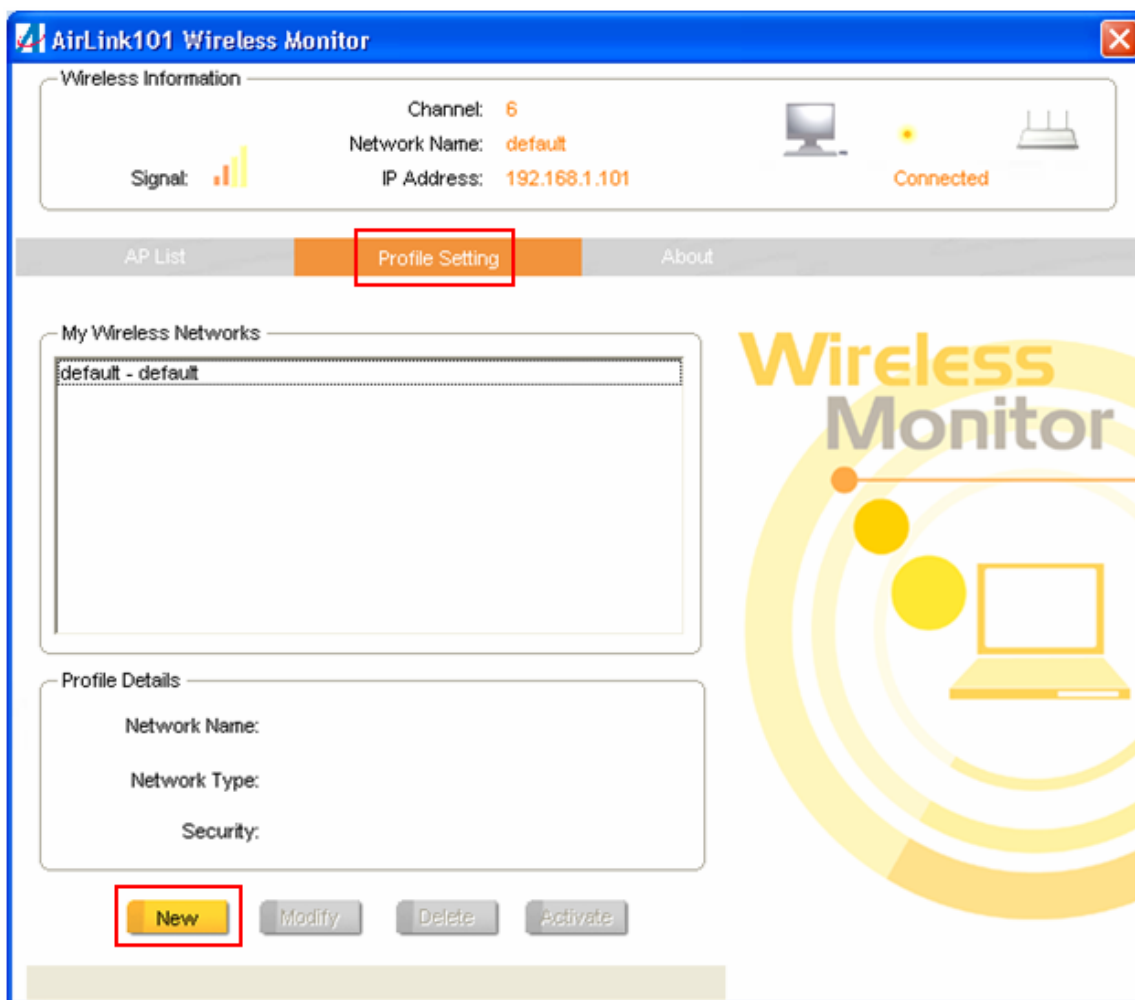 AirLink101 Wireless Monitor
Wireless Information
Channel: 6
Network Name: default
Signal:
IP Address: 192.168.1.101
Connected
AP List
Profile Setting
About
My Wireless Networks
default - default
Wireless
Monitor
Profile Details
Network Name:
Network Type:
Security:
New
Modify
Delete
Activate